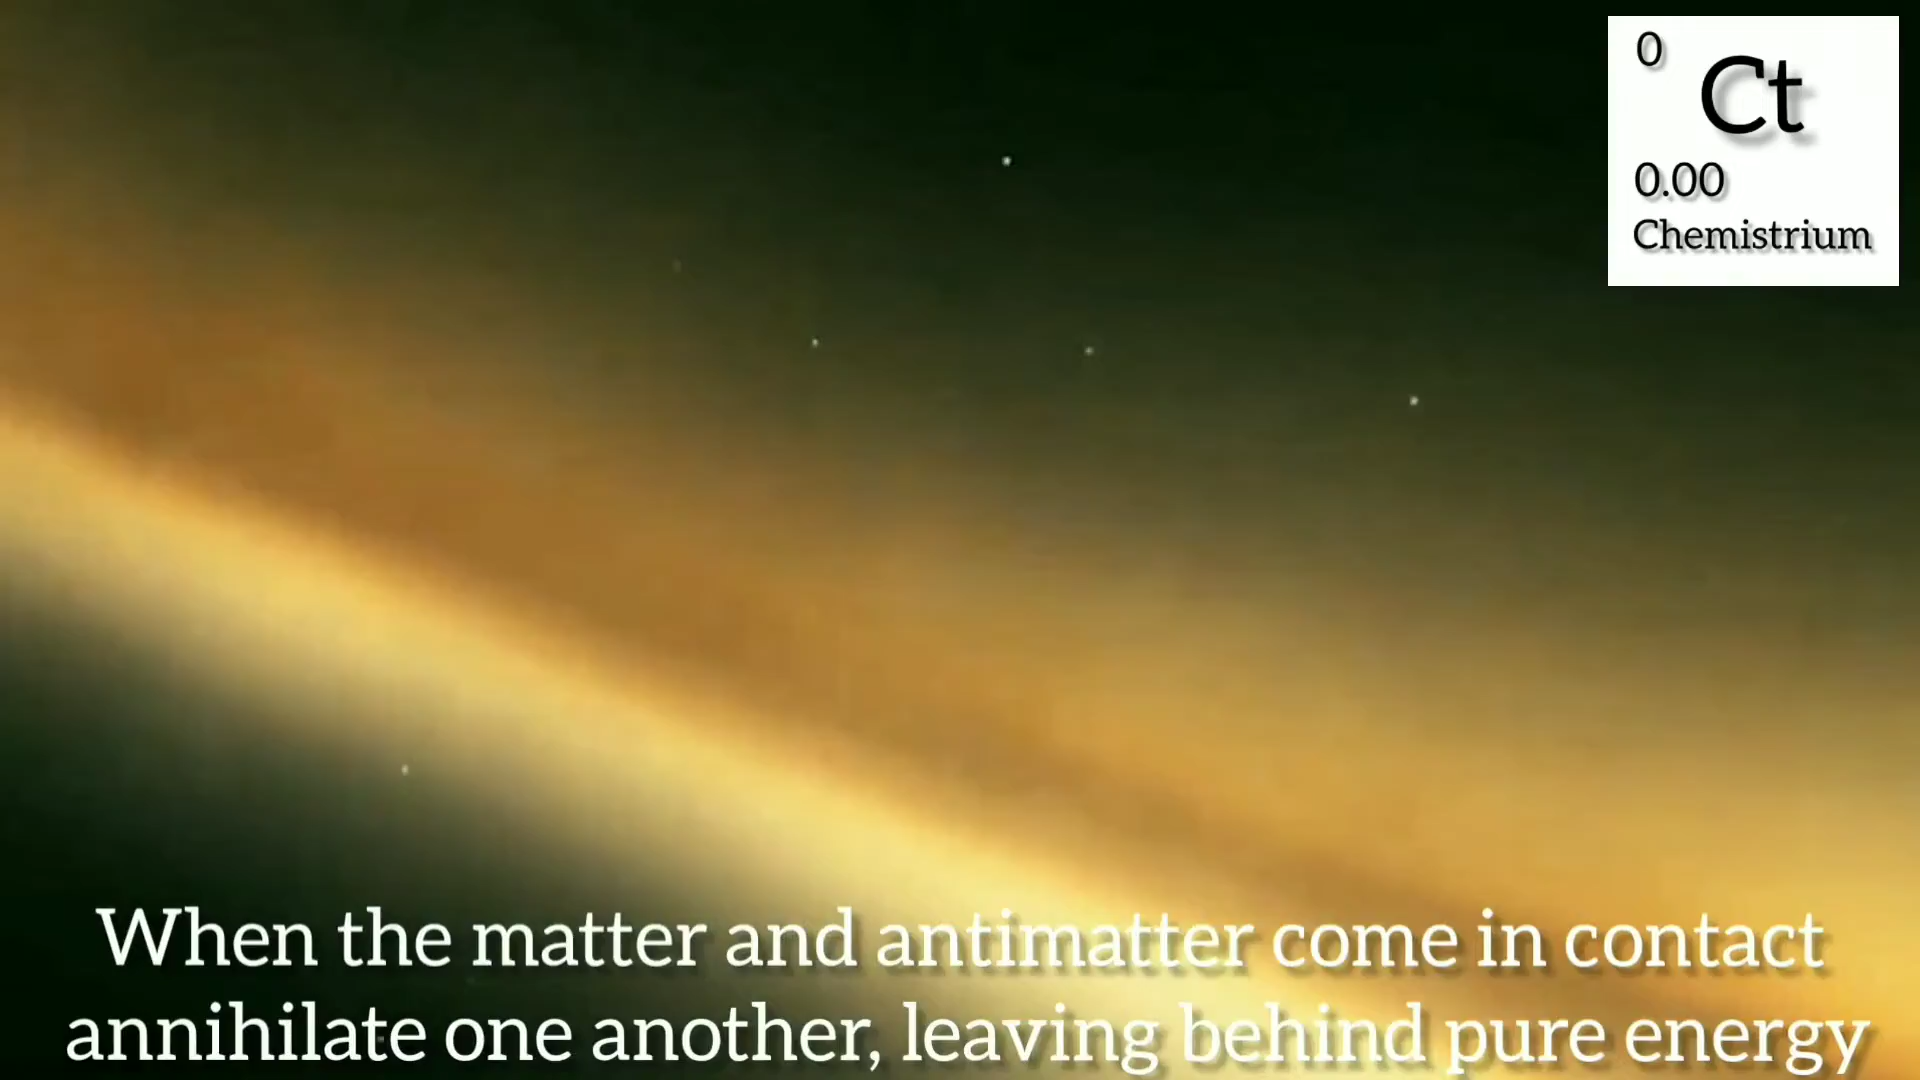 0
Ct
0.00
Chemistrium
When the matter and antimatter come in contact
annihilate one another, leaving behind pure energy